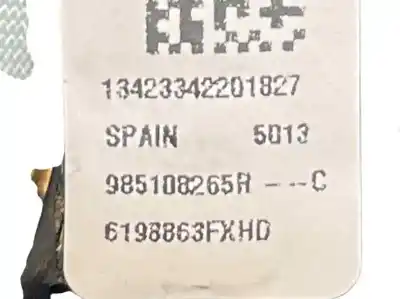 13423342201827
SPAIN 5013
985108265R ---C
6198863FXHD